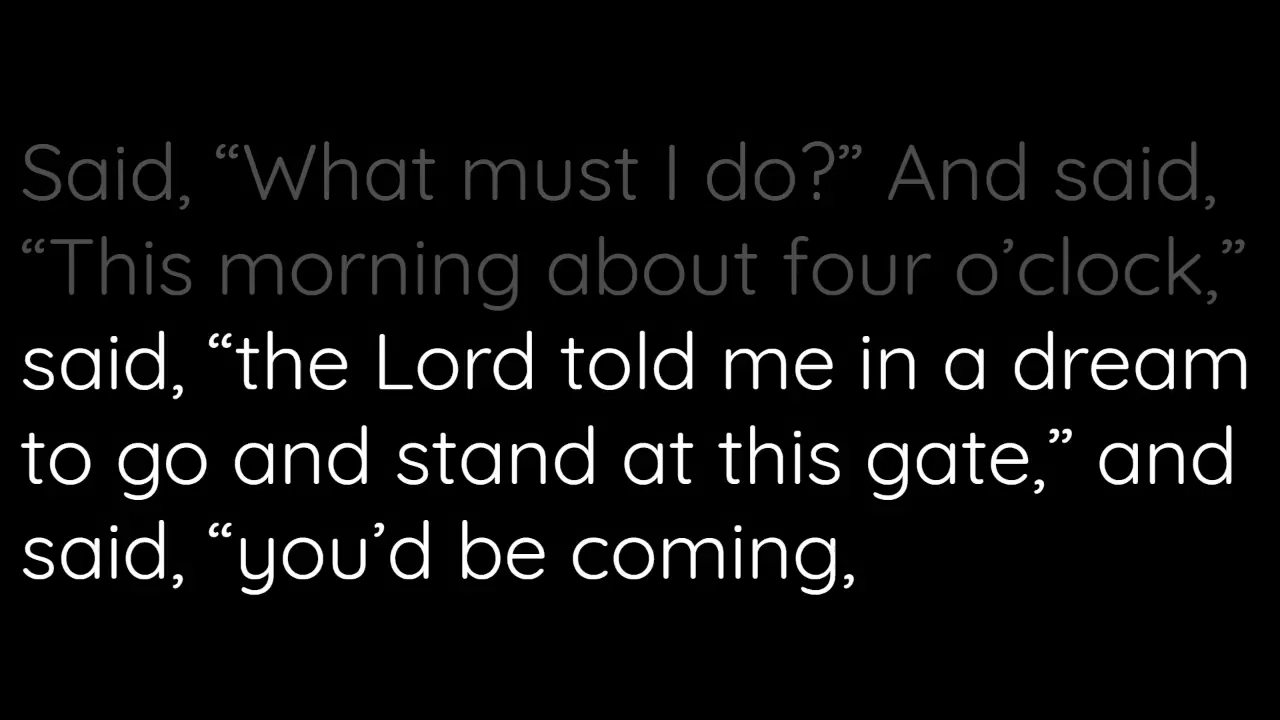 Said, “What must I do?” And said,
“This morning about four o’clock,”
said, “the Lord told me in a dream
to go and stand at this gate,” and
said, “you’d be coming,